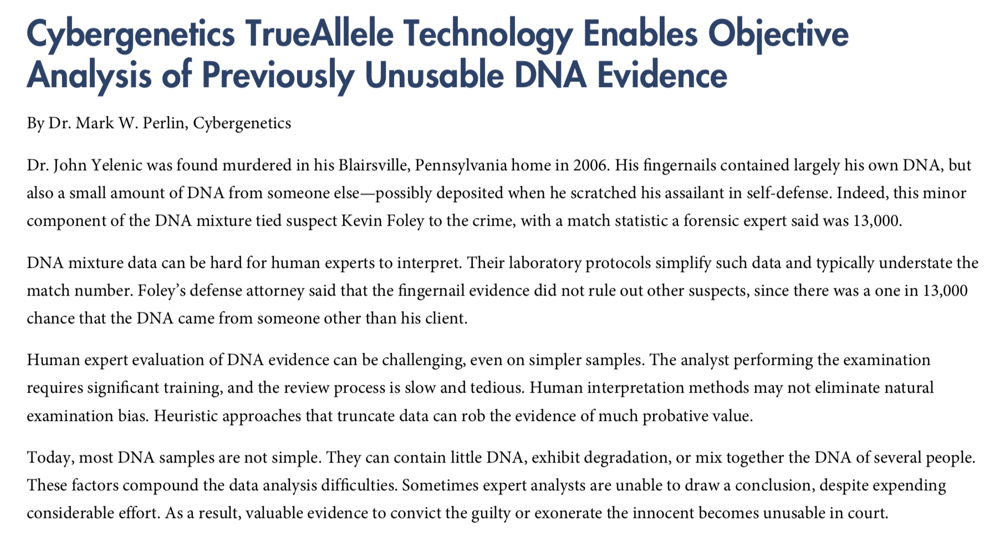 Cybergenetics TrueAllele Technology Enables Objective
Analysis of Previously Unusable DNA Evidence
By Dr. Mark W. Perlin, Cybergenetics
Dr. John Yelenic was found murdered in his Blairsville, Pennsylvania home in 2006. His fingernails contained largely his own DNA, but
also a small amount of DNA from someone else—possibly deposited when he scratched his assailant in self-defense. Indeed, this minor
component of the DNA mixture tied suspect Kevin Foley to the crime, with a match statistic a forensic expert said was 13,000.
DNA mixture data can be hard for human experts to interpret. Their laboratory protocols simplify such data and typically understate the
match number. Foley’s defense attorney said that the fingernail evidence did not rule out other suspects, since there was a one in 13,000
chance that the DNA came from someone other than his client.
Human expert evaluation of DNA evidence can be challenging, even on simpler samples. The analyst performing the examination
requires significant training, and the review process is slow and tedious. Human interpretation methods may not eliminate natural
examination bias. Heuristic approaches that truncate data can rob the evidence of much probative value.
Today, most DNA samples are not simple. They can contain little DNA, exhibit degradation, or mix together the DNA of several people.
These factors compound the data analysis difficulties. Sometimes expert analysts are unable to draw a conclusion, despite expending
considerable effort. As a result, valuable evidence to convict the guilty or exonerate the innocent becomes unusable in court.